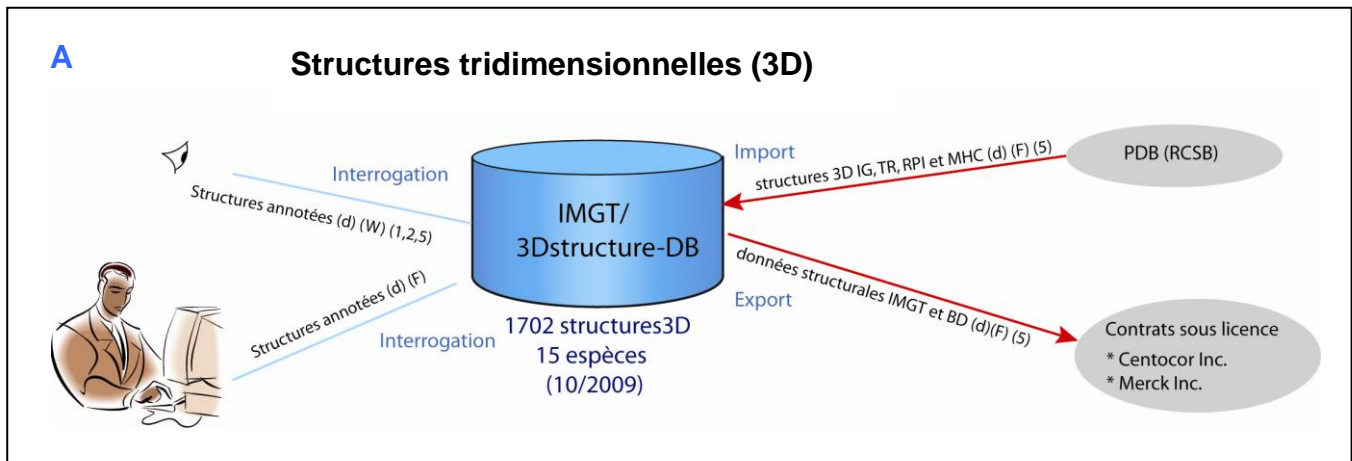 A
Structures tridimensionnelles (3D)
Interrogation
Structures annotées (d) (W) (1,2,5)
Structures annotées (d) (F)
Interrogation
IMGT/
3Dstructure-DB
1702 structures3D
15 espèces
(10/2009)
Import
structures 3D IG, TR, RPI et MHC (d) (F) (5)
PDB (RCSB)
données structurales IMGT et BD (d)(F) (5)
Export
Contrats sous licence
* Centocor Inc.
* Merck Inc.